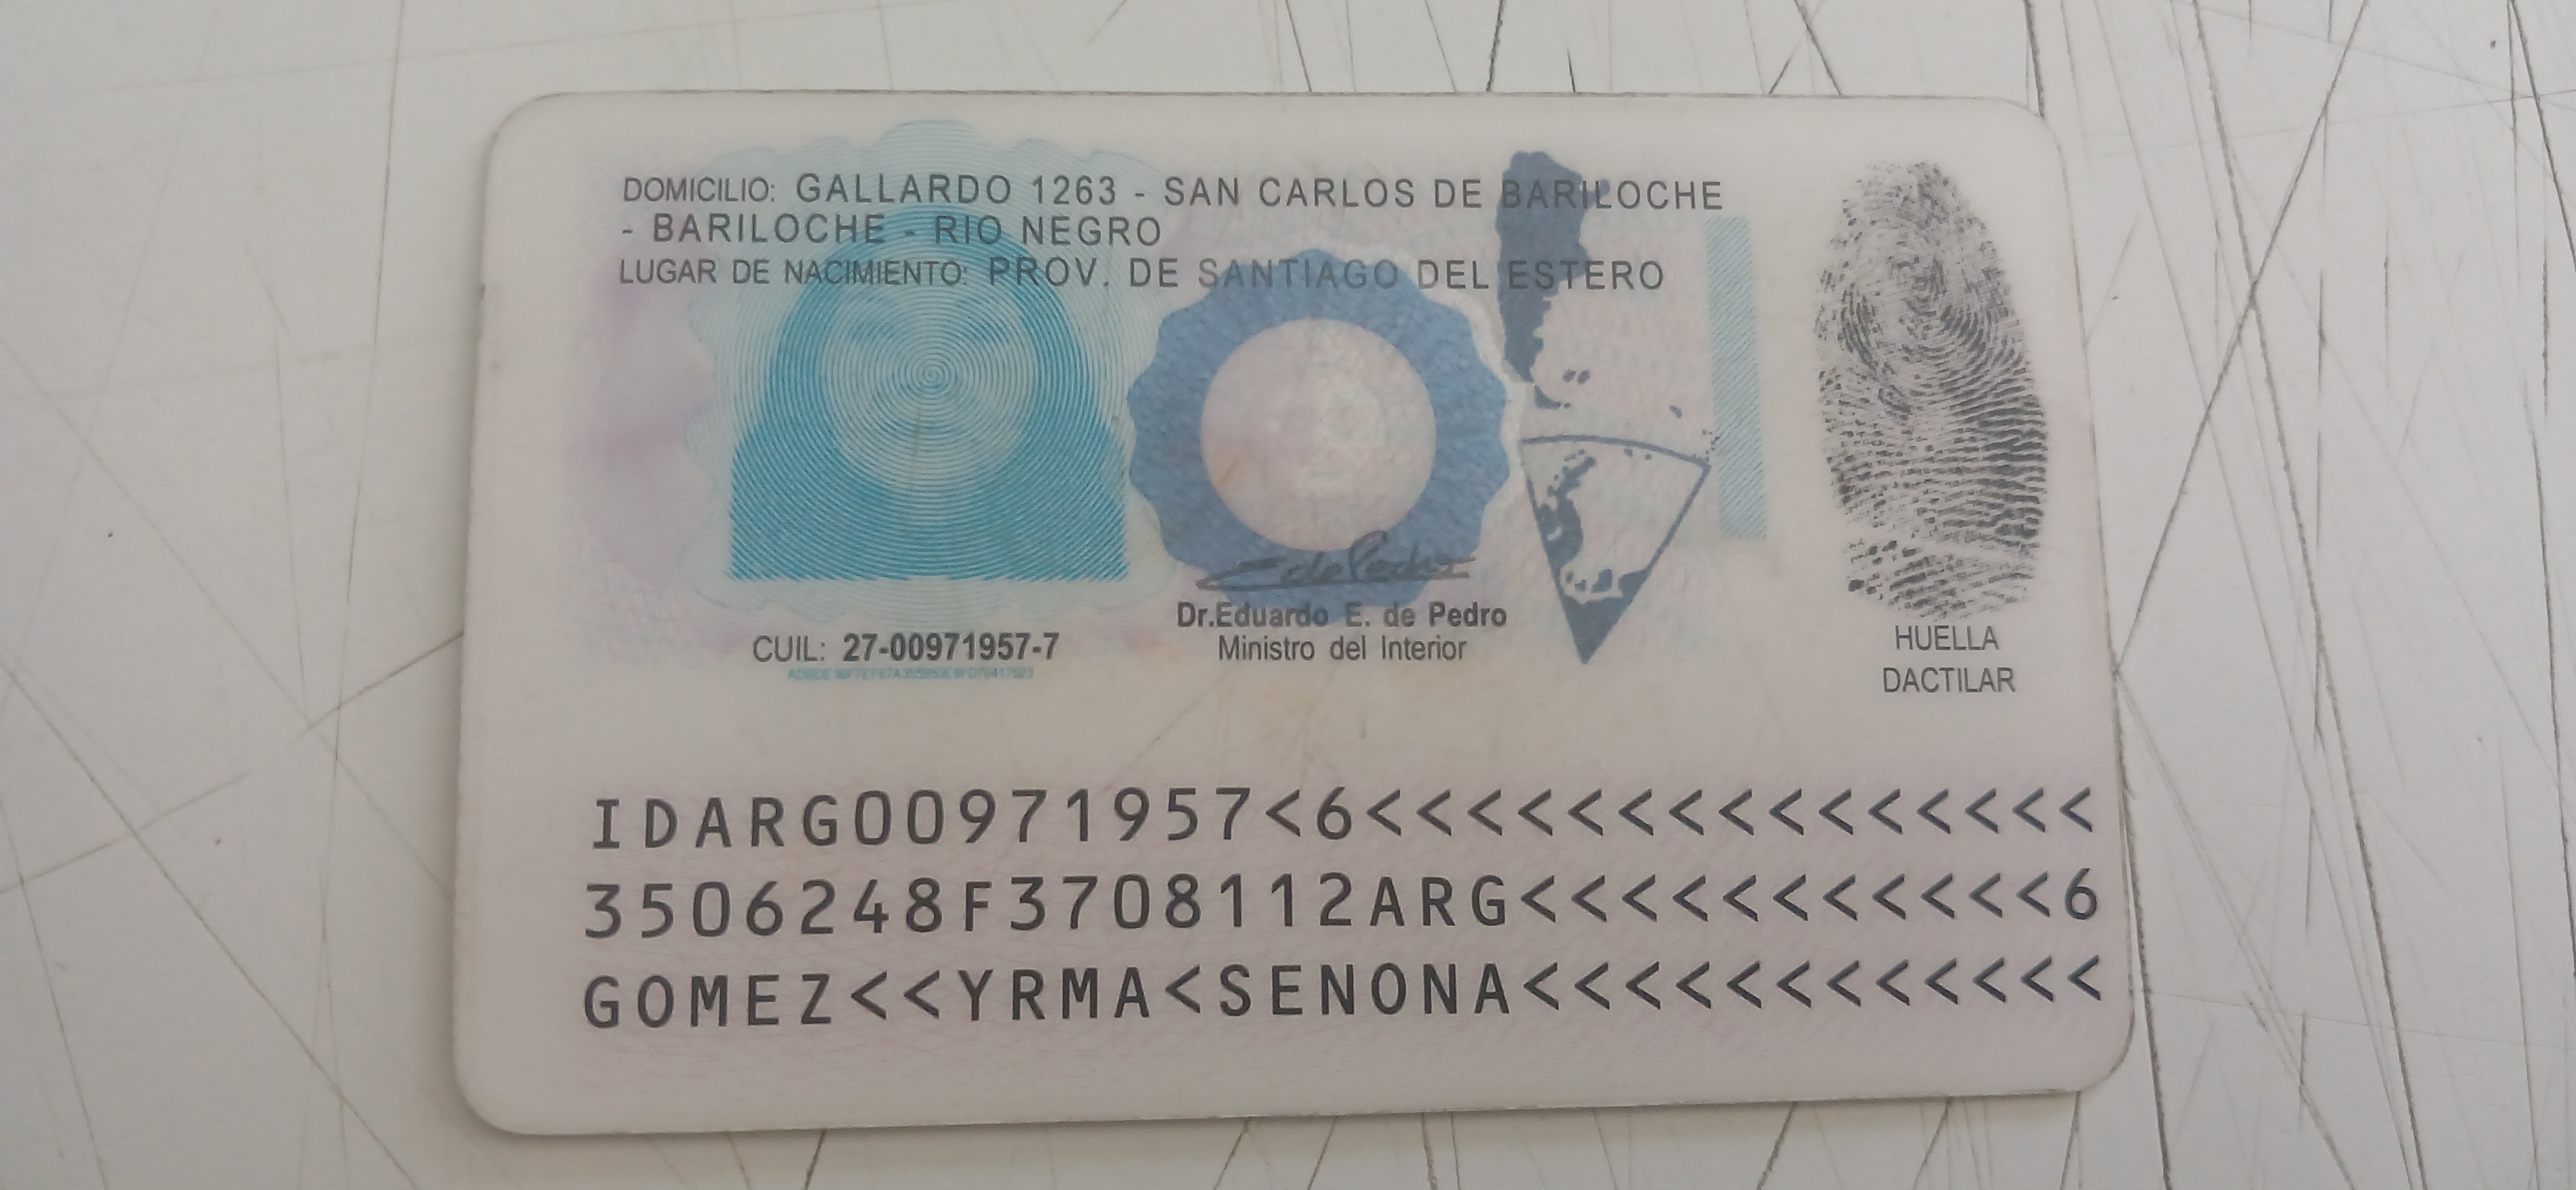 DOMICILIO: GALLARDO 1263 - SAN CARLOS DE BARILOCHE
- BARILOCHE - RIO NEGRO
LUGAR DE NACIMIENTO: PROV. DE SANTIAGO DEL ESTERO
Dr.Eduardo E. de Pedro
Ministro del Interior
CUIL: 27-00971957-7
HUELLA
DACTILAR
IDARG00971957<6<<<<<<<<<<<<<<<
3506248F3708112ARG<<<<<<<<<<<6
GOMEZ<<YRMA<SENONA<<<<<<<<<<<<